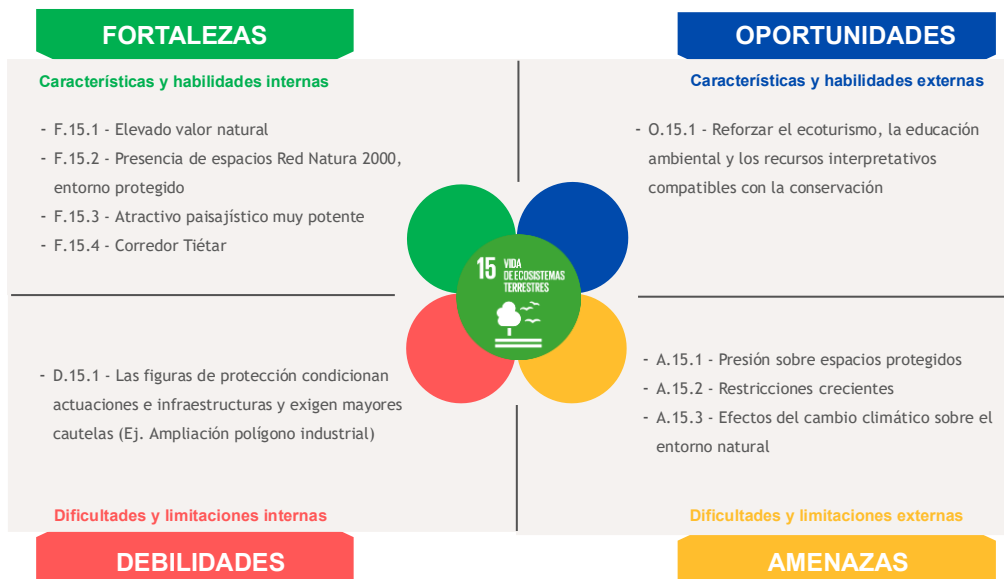 FORTALEZAS
Características y habilidades internas
- F.15.1 - Elevado valor natural
- F.15.2 - Presencia de espacios Red Natura 2000,
entorno protegido
- F.15.3 - Atractivo paisajístico muy potente
- F.15.4 - Corredor Tiétar
OPORTUNIDADES
Características y habilidades externas
- O.15.1 - Reforzar el ecoturismo, la educación
ambiental y los recursos interpretativos
compatibles con la conservación
15 VIDA
DE ECOSISTEMAS
TERRESTRES
- D.15.1 - Las figuras de protección condicionan
actuaciones e infraestructuras y exigen mayores
cautelas (Ej. Ampliación polígono industrial)
Dificultades y limitaciones internas
DEBILIDADES
- A.15.1 - Presión sobre espacios protegidos
- A.15.2 - Restricciones crecientes
- A.15.3 - Efectos del cambio climático sobre el
entorno natural
Dificultades y limitaciones externas
AMENAZAS